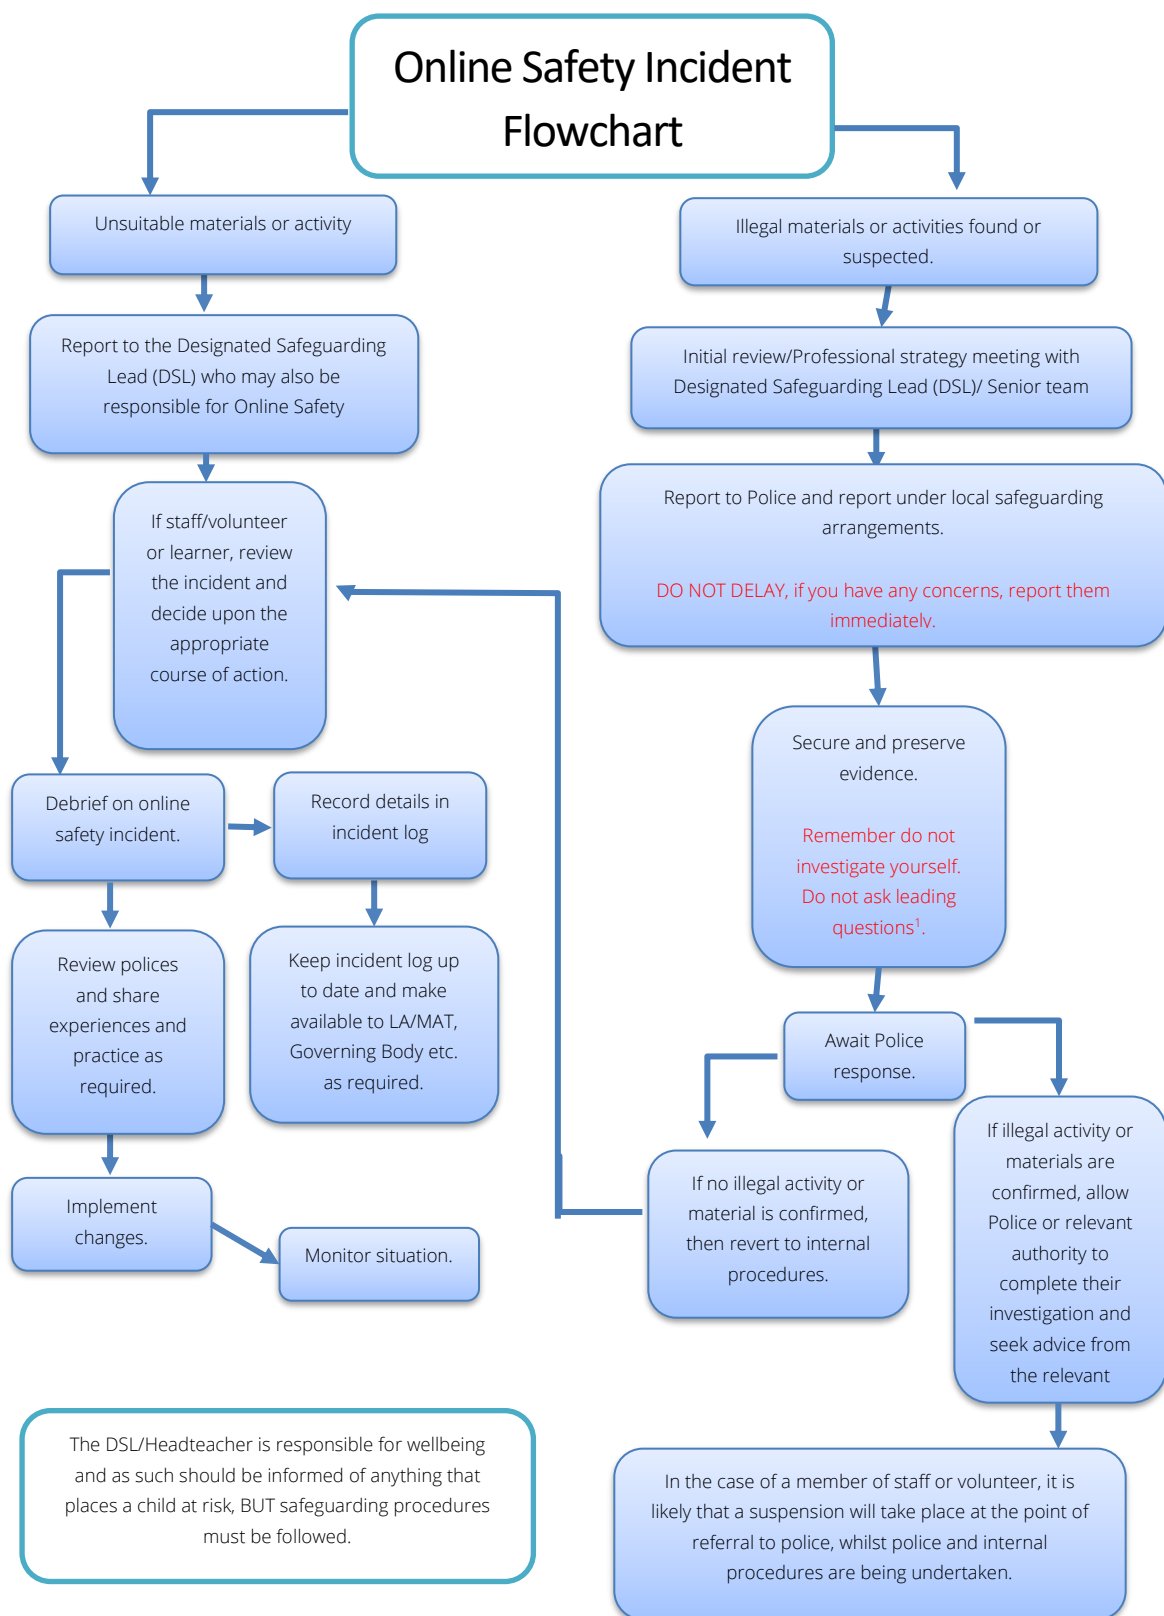 Online Safety Incident
Flowchart
Unsuitable materials or activity
Report to the Designated Safeguarding
Lead (DSL) who may also be
responsible for Online Safety
If staff/volunteer
or learner, review
the incident and
decide upon the
appropriate
course of action.
Debrief on online
safety incident.
Record details in
incident log
Review polices
and share
experiences and
practice as
required.
Keep incident log up
to date and make
available to LA/MAT,
Governing Body etc.
as required.
Implement
changes.
Monitor situation.
Illegal materials or activities found or
suspected.
Initial review/Professional strategy meeting with
Designated Safeguarding Lead (DSL)/ Senior team
Report to Police and report under local safeguarding
arrangements.
DO NOT DELAY, if you have any concerns, report them
immediately.
Secure and preserve
evidence.
Remember do not
investigate yourself.
Do not ask leading
questions¹.
Await Police
response.
If no illegal activity or
material is confirmed,
then revert to internal
procedures.
If illegal activity or
materials are
confirmed, allow
Police or relevant
authority to
complete their
investigation and
seek advice from
the relevant
In the case of a member of staff or volunteer, it is
likely that a suspension will take place at the point of
referral to police, whilst police and internal
procedures are being undertaken.
The DSL/Headteacher is responsible for wellbeing
and as such should be informed of anything that
places a child at risk, BUT safeguarding procedures
must be followed.